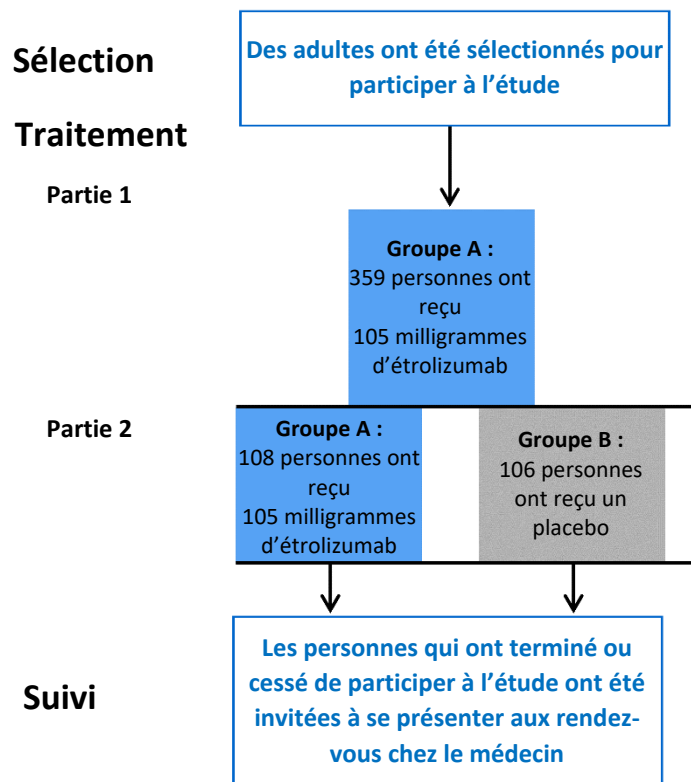 Sélection
Des adultes ont été sélectionnés pour
participer à l’étude
Traitement
Partie 1
Groupe A :
359 personnes ont
reçu
105 milligrammes
d’étrolizumab
Partie 2
Groupe A :
108 personnes ont
reçu
105 milligrammes
d’étrolizumab
Groupe B :
106 personnes
ont reçu un
placebo
Suivi
Les personnes qui ont terminé ou
cessé de participer à l’étude ont été
invitées à se présenter aux rendez-
vous chez le médecin